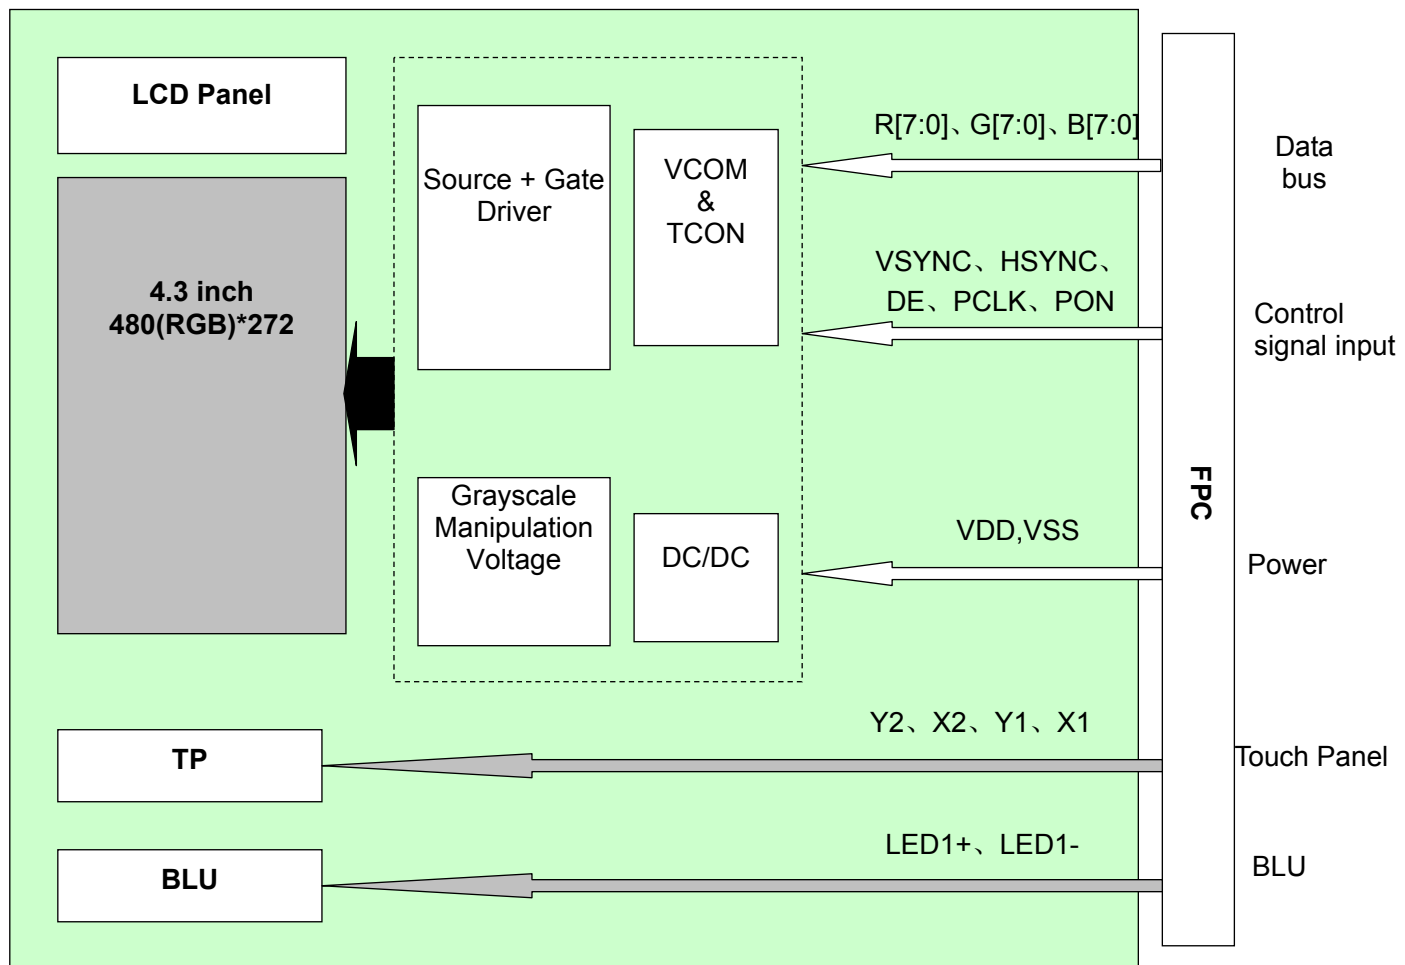 LCD Panel
4.3 inch
480(RGB)*272
Source + Gate
Driver
VCOM
&
TCON
Grayscale
Manipulation
Voltage
DC/DC
R[7:0]、G[7:0]、B[7:0]
VSYNC、HSYNC、
DE、PCLK、PON
VDD,VSS
TP
Y2、X2、Y1、X1
BLU
LED1+、LED1-
FPC
Data
bus
Control
signal input
Power
Touch Panel
BLU